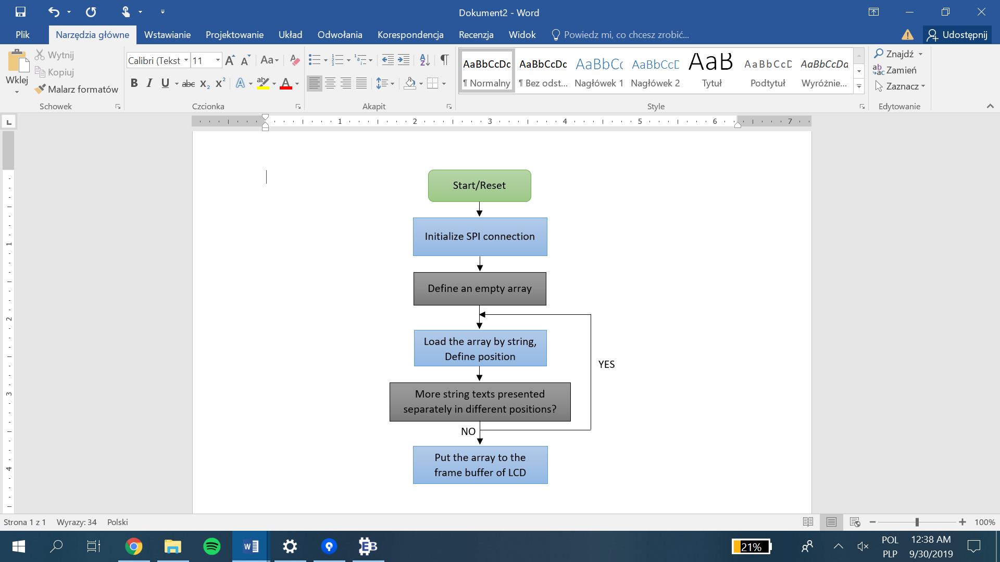 Dokument2 - Word
Plik Narzędzia główne Wstawianie Projektowanie Układ Odwołania Korespondencja Recenzja Widok Powiedz mi, co chcesz zrobić... Udostępnij
Wklej
Wytnij
Kopiuj
Malarz formatów
Schowek
Calibri (Tekst 11
Czcionka
Akapit
AaBbCcDc AaBbCcDc AaBbCc AaBbCcD AaB AaBbCcD AaBbCcDa
¶ Normalny ¶ Bez odst... Nagłówek 1 Nagłówek 2 Tytuł Podtytuł Wyróżnie...
Style
Znajdź
Zamień
Zaznacz
Edytowanie
1 2 3 4 5 6 7
1
2
3
4
Start/Reset
Initialize SPI connection
Define an empty array
Load the array by string,
Define position
YES
More string texts presented
separately in different positions?
NO
Put the array to the
frame buffer of LCD
Strona 1 z 1 Wyrazy: 34 Polski 100%
21%
POL
PLP
12:38 AM
9/30/2019